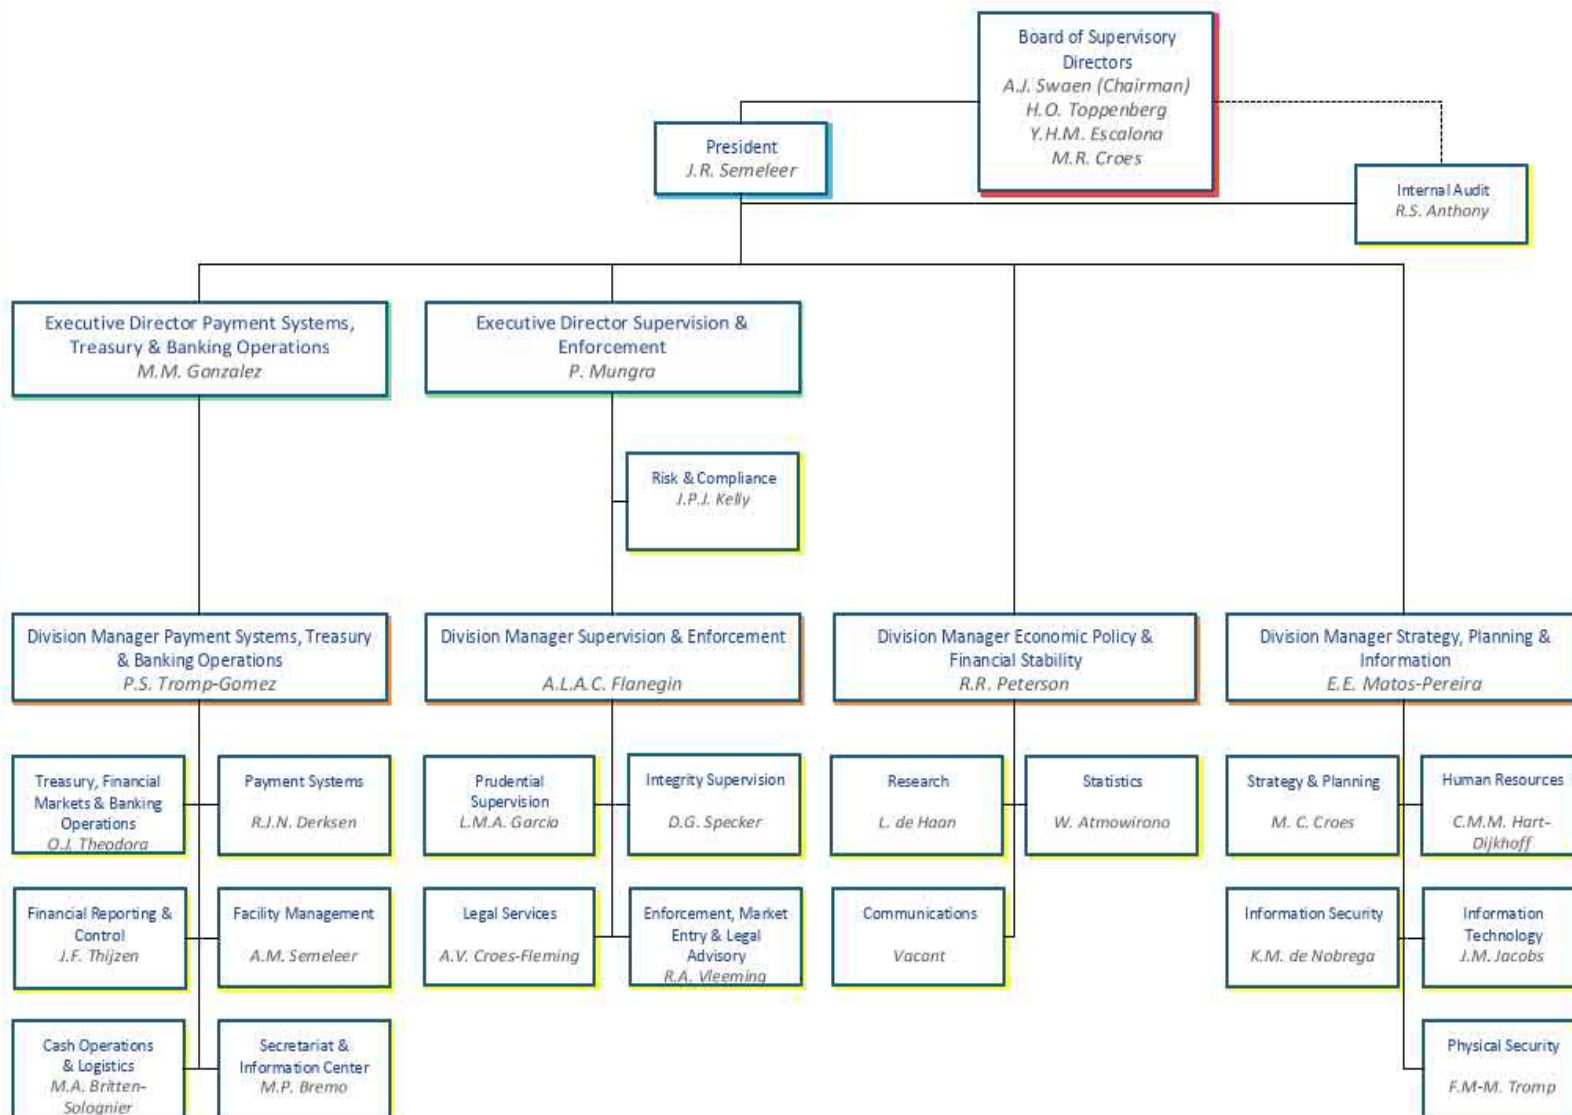 Board of Supervisory
Directors
A.J. Swaen (Chairman)
H.O. Toppenberg
Y.H.M. Escalona
M.R. Croes
President
J.R. Semeleer
Internal Audit
R.S. Anthony
Executive Director Payment Systems,
Treasury & Banking Operations
M.M. Gonzalez
Executive Director Supervision &
Enforcement
P. Mungra
Risk & Compliance
J.P.J. Kelly
Division Manager Payment Systems, Treasury
& Banking Operations
P.S. Tromp-Gomez
Division Manager Supervision & Enforcement
A.L.A.C. Flanegin
Division Manager Economic Policy &
Financial Stability
R.R. Peterson
Division Manager Strategy, Planning &
Information
E.E. Matos-Pereira
Treasury, Financial
Markets & Banking
Operations
O.J. Theodora
Payment Systems
R.J.N. Derksen
Prudential
Supervision
L.M.A. Garcia
Integrity Supervision
D.G. Specker
Research
L. de Haan
Statistics
W. Atmowirono
Strategy & Planning
M. C. Croes
Human Resources
C.M.M. Hart-
Dijkhoff
Financial Reporting &
Control
J.F. Thijzen
Facility Management
A.M. Semeleer
Legal Services
A.V. Croes-Fleming
Enforcement, Market
Entry & Legal
Advisory
R.A. Vleeming
Communications
Vacant
Information Security
K.M. de Nobrega
Information
Technology
J.M. Jacobs
Cash Operations
& Logistics
M.A. Britten-
Solognier
Secretariat &
Information Center
M.P. Bremo
Physical Security
F.M-M. Tromp